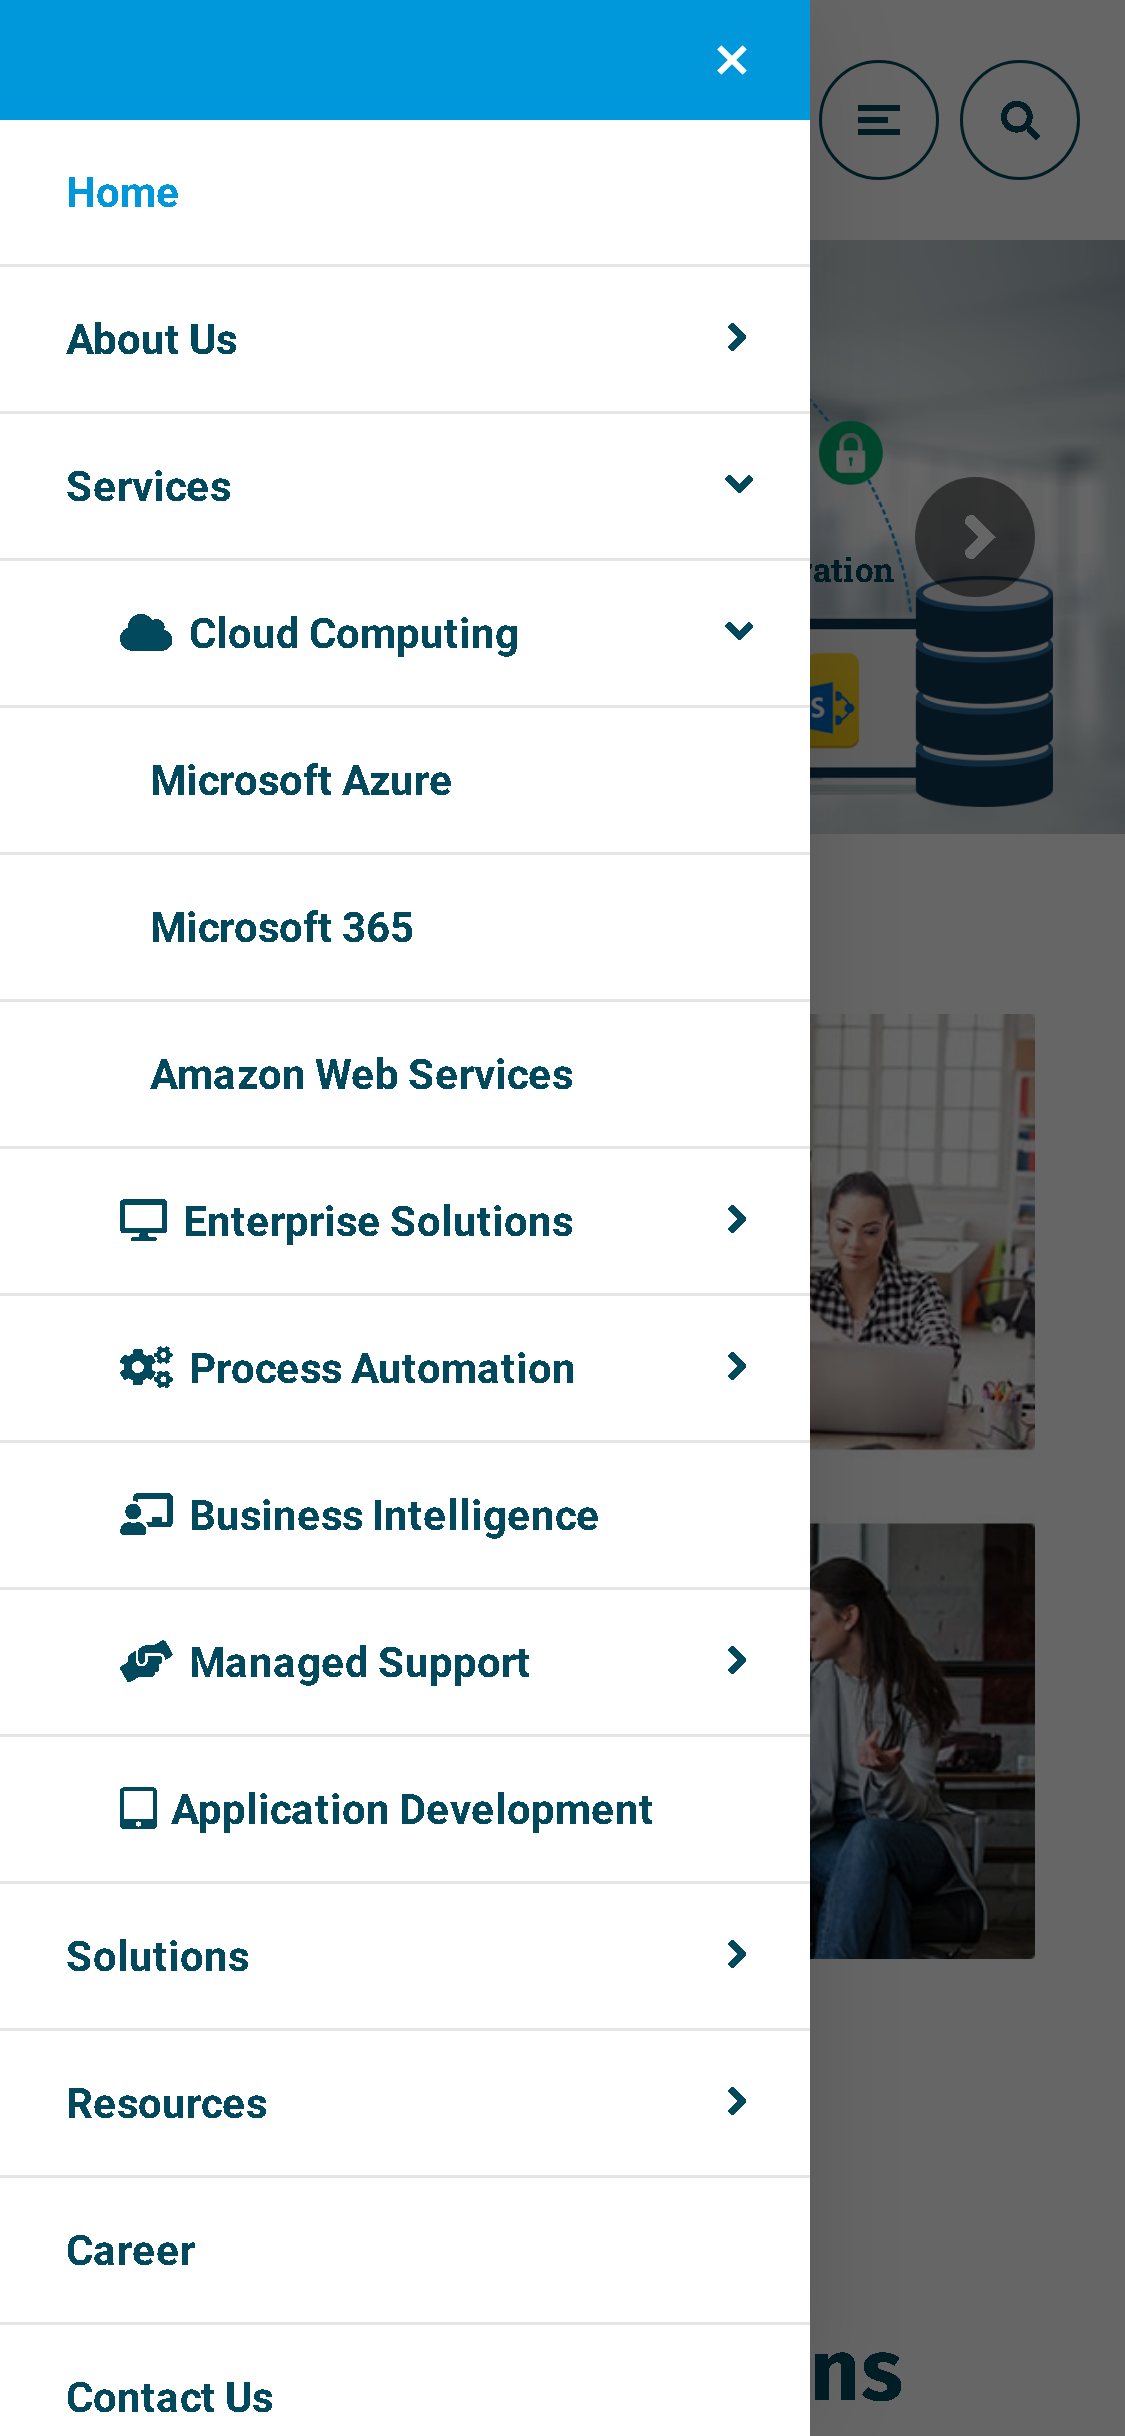 Home
About Us
Services
ation
Cloud Computing
S
Microsoft Azure
Microsoft 365
Amazon Web Services
Enterprise Solutions
Process Automation
Business Intelligence
Managed Support
Application Development
Solutions
Resources
Career
ns
Contact Us